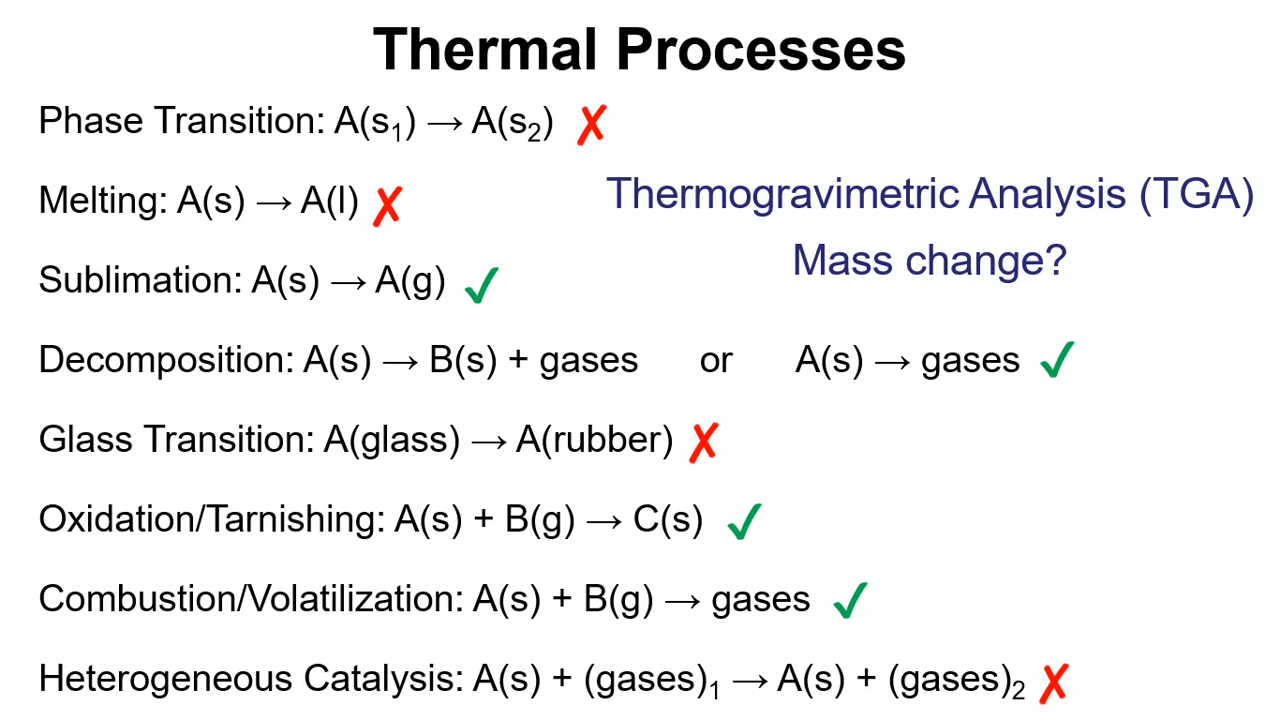 Thermal Processes
Phase Transition: A(s₁) → A(s₂) ✗
Melting: A(s) → A(l) ✗
Thermogravimetric Analysis (TGA)
Mass change?
Sublimation: A(s) → A(g) ✓
Decomposition: A(s) → B(s) + gases or A(s) → gases ✓
Glass Transition: A(glass) → A(rubber) ✗
Oxidation/Tarnishing: A(s) + B(g) → C(s) ✓
Combustion/Volatilization: A(s) + B(g) → gases ✓
Heterogeneous Catalysis: A(s) + (gases)₁ → A(s) + (gases)₂ ✗